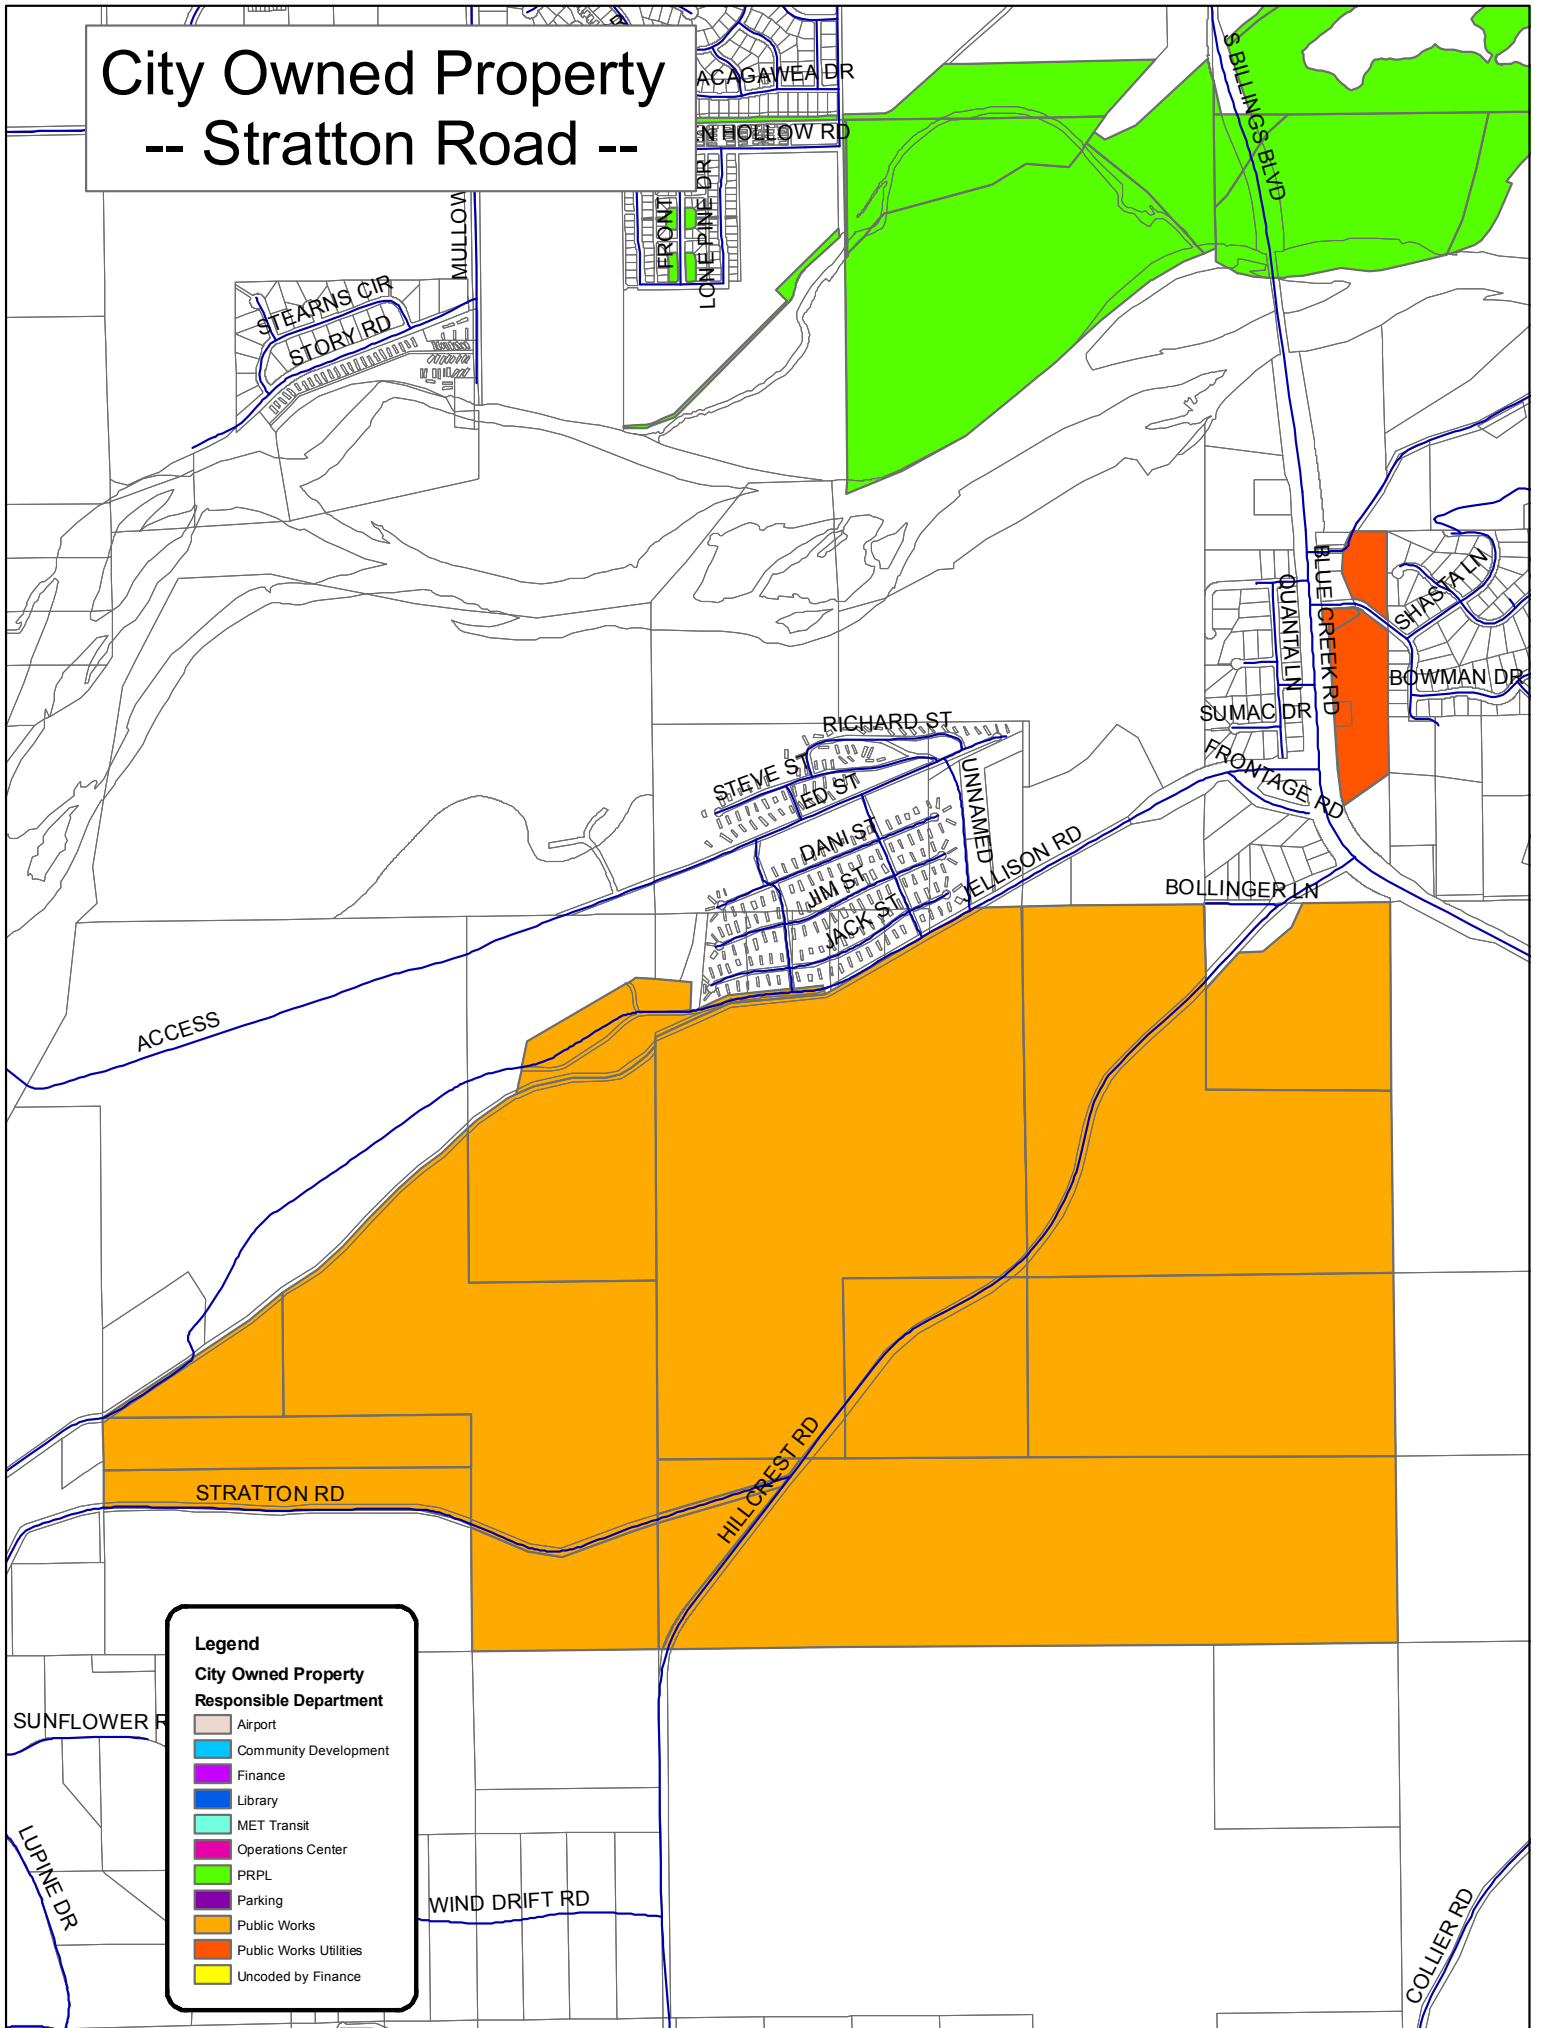 City Owned Property
-- Stratton Road --
ACAGAWEA DR
N HOLLOW RD
S BILLINGS BLVD
MULLOW
FRONT
LONE PINE DR
STEARNS CIR
STORY RD
BLUE CREEK RD
QUANTA LN
SHASTA LN
BOWMAN DR
SUMAC DR
FRONTAGE RD
RICHARD ST
STEVE ST
ED ST
UNNAMED
DANI ST
JIM ST
JACK ST
JELLISON RD
BOLLINGER LN
ACCESS
HILLCREST RD
STRATTON RD
SUNFLOWER R
LUPINE DR
WIND DRIFT RD
COLLIER RD
Legend
City Owned Property
Responsible Department
Airport
Community Development
Finance
Library
MET Transit
Operations Center
PRPL
Parking
Public Works
Public Works Utilities
Uncoded by Finance